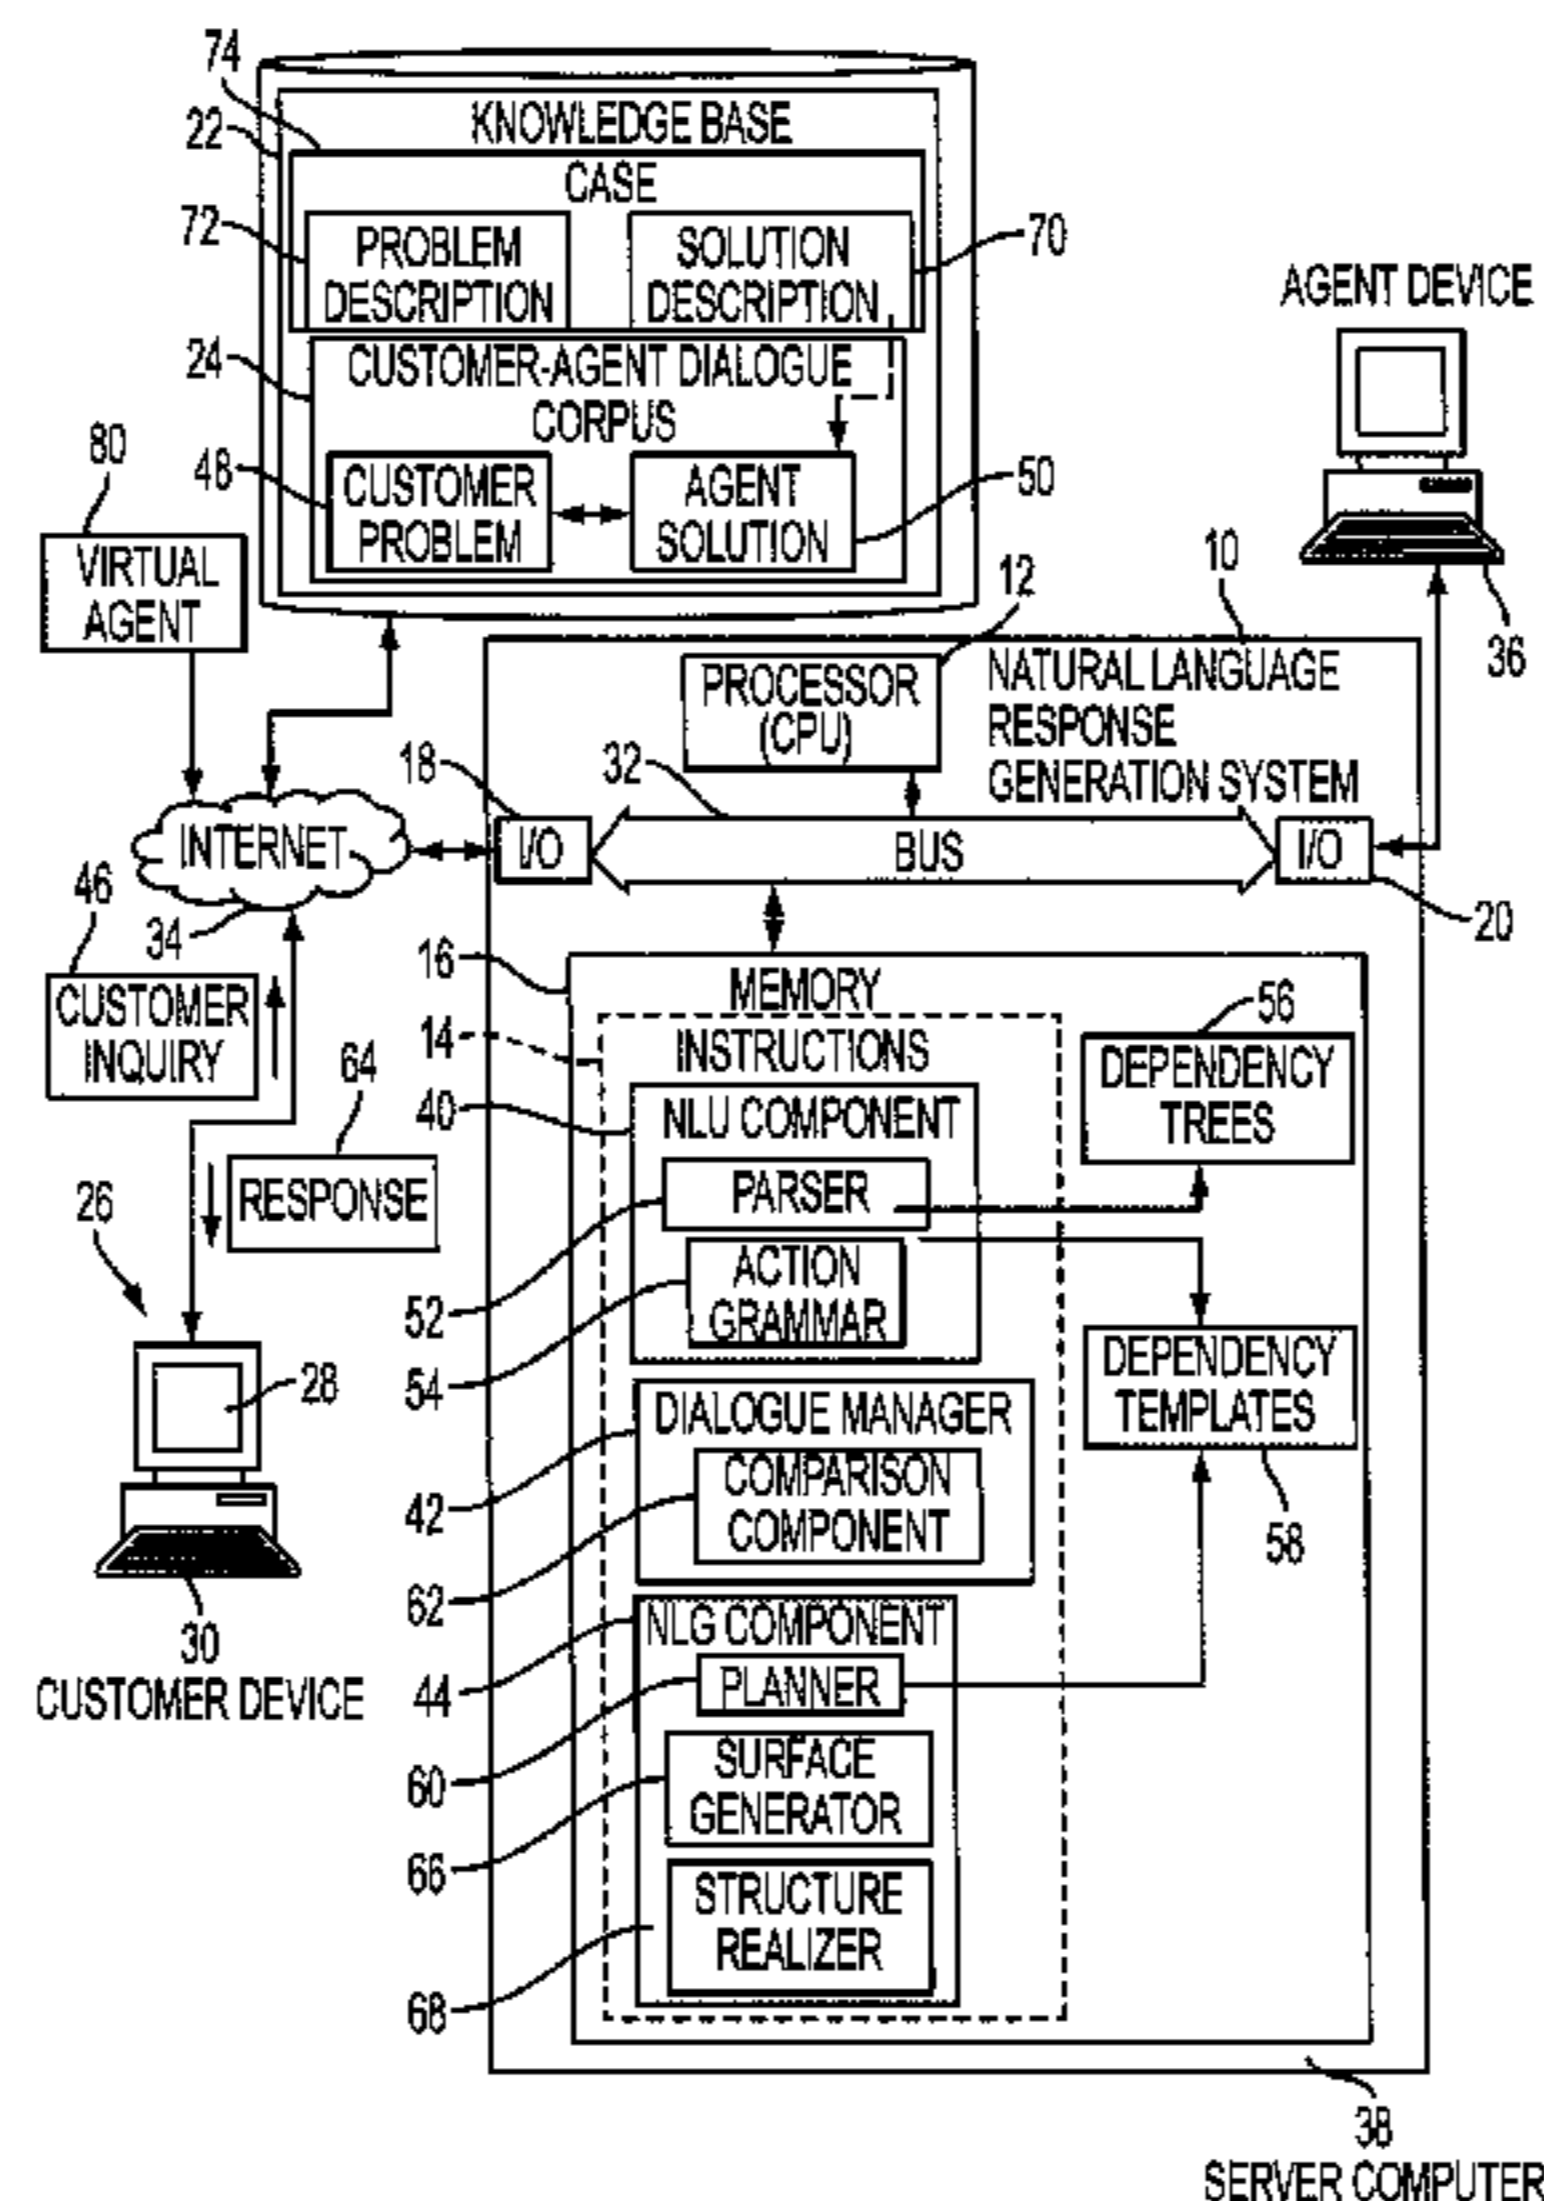 74
22
KNOWLEDGE BASE
CASE
72
PROBLEM
DESCRIPTION
SOLUTION
DESCRIPTION
70
24
CUSTOMER-AGENT DIALOGUE
CORPUS
48
CUSTOMER
PROBLEM
AGENT
SOLUTION
50
80
VIRTUAL
AGENT
AGENT DEVICE
36
10
12
PROCESSOR
(CPU)
NATURAL LANGUAGE
RESPONSE
GENERATION SYSTEM
18
32
I/O
BUS
I/O
20
INTERNET
34
46
CUSTOMER
INQUIRY
64
RESPONSE
26
28
30
CUSTOMER DEVICE
16
MEMORY
14
INSTRUCTIONS
40
NLU COMPONENT
PARSER
52
ACTION
GRAMMAR
54
56
DEPENDENCY
TREES
DEPENDENCY
TEMPLATES
58
DIALOGUE MANAGER
42
COMPARISON
COMPONENT
62
NLG COMPONENT
44
PLANNER
60
SURFACE
GENERATOR
66
STRUCTURE
REALIZER
68
38
SERVER COMPUTER